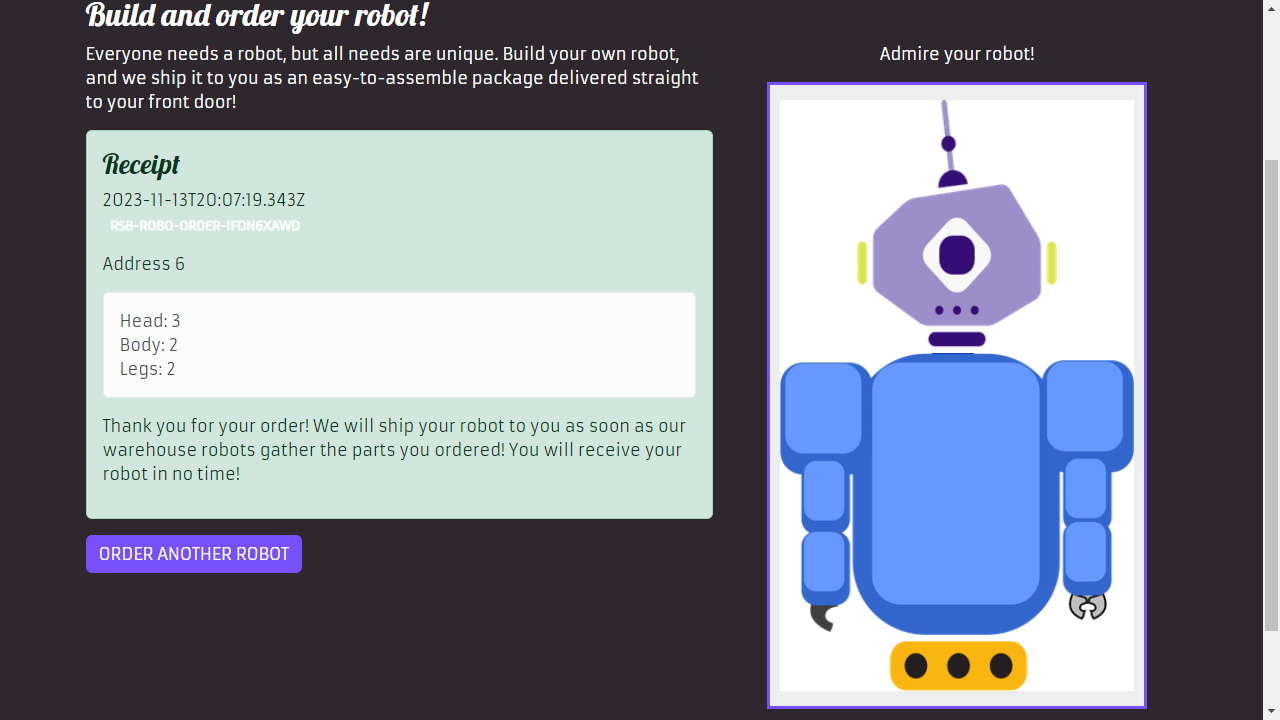 Build and order your robot!
Everyone needs a robot, but all needs are unique. Build your own robot,
and we ship it to you as an easy-to-assemble package delivered straight
to your front door!
Receipt
2023-11-13T20:07:19.343Z
RSB-ROBO-ORDER-IFON6XAWD
Address 6
Head: 3
Body: 2
Legs: 2
Thank you for your order! We will ship your robot to you as soon as our
warehouse robots gather the parts you ordered! You will receive your
robot in no time!
ORDER ANOTHER ROBOT
Admire your robot!